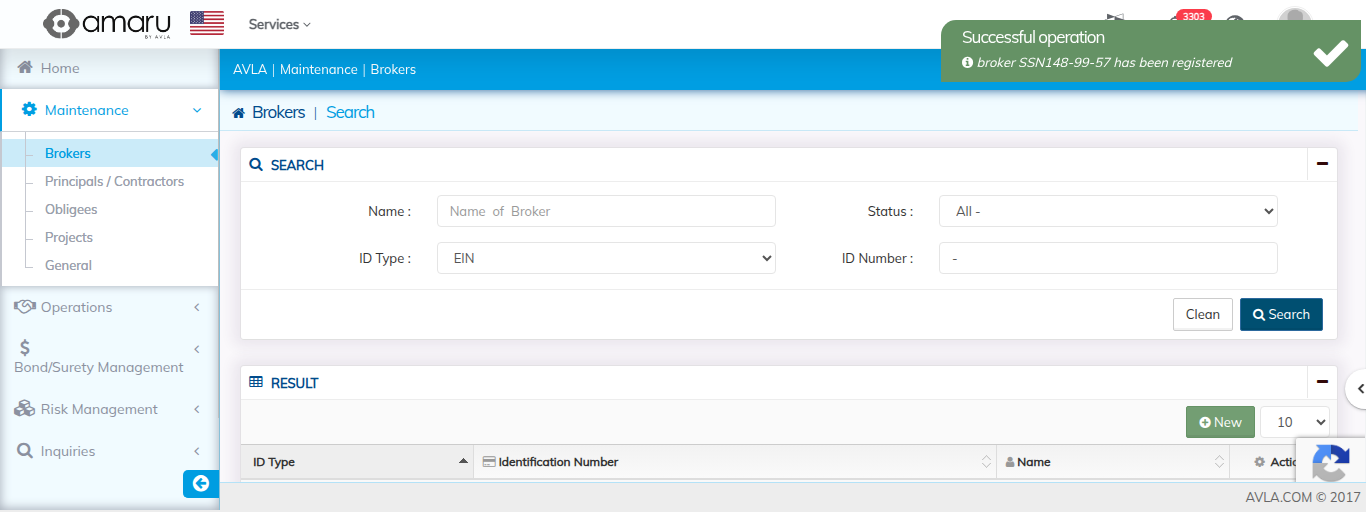 amaru
BY AVLA
Services
3303
Successful operation
broker SSN148-99-57 has been registered
Home
AVLA | Maintenance | Brokers
Maintenance
Brokers | Search
Brokers
Principals / Contractors
Obligees
Projects
General
SEARCH
Name :
Name of Broker
Status :
All -
ID Type :
EIN
ID Number :
-
Clean
Search
Operations
Bond/Surety Management
Risk Management
Inquiries
RESULT
New
10
ID Type
Identification Number
Name
AVLA.COM © 2017